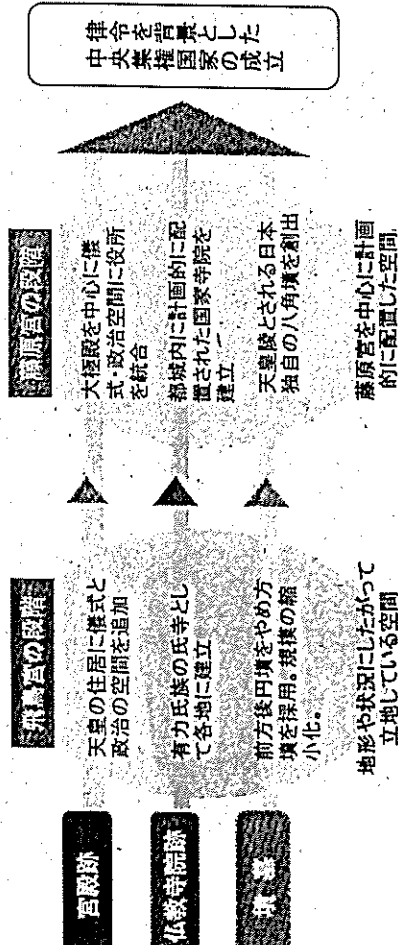 飛鳥宮の段階
藤原宮の段階
宮殿跡
天皇の住居に儀式と
政治の空間を追加
大極殿を中心に儀
式・政治空間に役所
を統合
仏教寺院跡
有力氏族の氏寺とし
て各地に建立
都城内に計画的に配
置された国家寺院を
建立
墳墓
前方後円墳をやめ方
墳を採用。規模の縮
小化。
天皇陵とされる日本
独自の八角墳を創出
地形や状況にしたがって
立地している空間
藤原宮を中心に計画
的に配置した空間
律令を背景とした
中央集権国家の成立